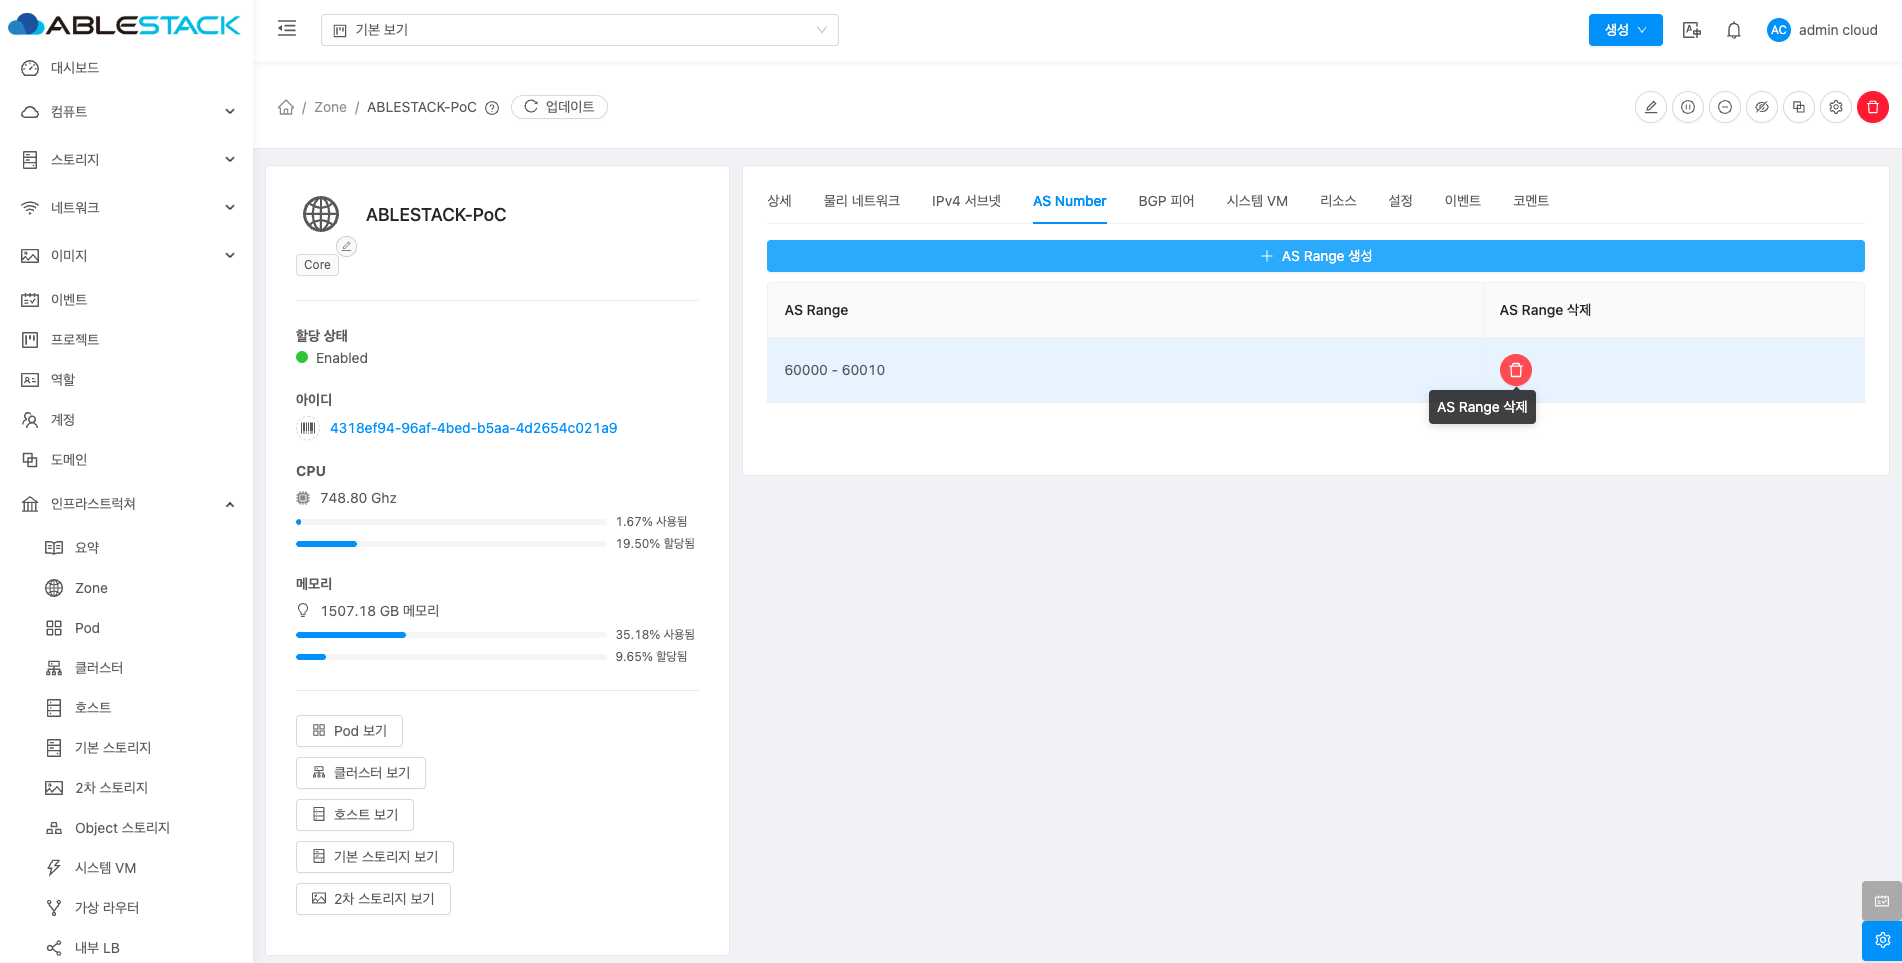 ABLESTACK
기본 보기
생성
A中
AC
admin cloud
대시보드
컴퓨트
스토리지
네트워크
이미지
이벤트
프로젝트
역할
계정
도메인
인프라스트럭쳐
요약
Zone
Pod
클러스터
호스트
기본 스토리지
2차 스토리지
Object 스토리지
시스템 VM
가상 라우터
내부 LB
/ Zone / ABLESTACK-PoC
업데이트
ABLESTACK-PoC
Core
할당 상태
Enabled
아이디
4318ef94-96af-4bed-b5aa-4d2654c021a9
CPU
748.80 Ghz
1.67% 사용됨
19.50% 할당됨
메모리
1507.18 GB 메모리
35.18% 사용됨
9.65% 할당됨
Pod 보기
클러스터 보기
호스트 보기
기본 스토리지 보기
2차 스토리지 보기
상세 물리 네트워크 IPv4 서브넷 AS Number BGP 피어 시스템 VM 리소스 설정 이벤트 코멘트
AS Range 생성
AS Range AS Range 삭제
60000 - 60010
AS Range 삭제